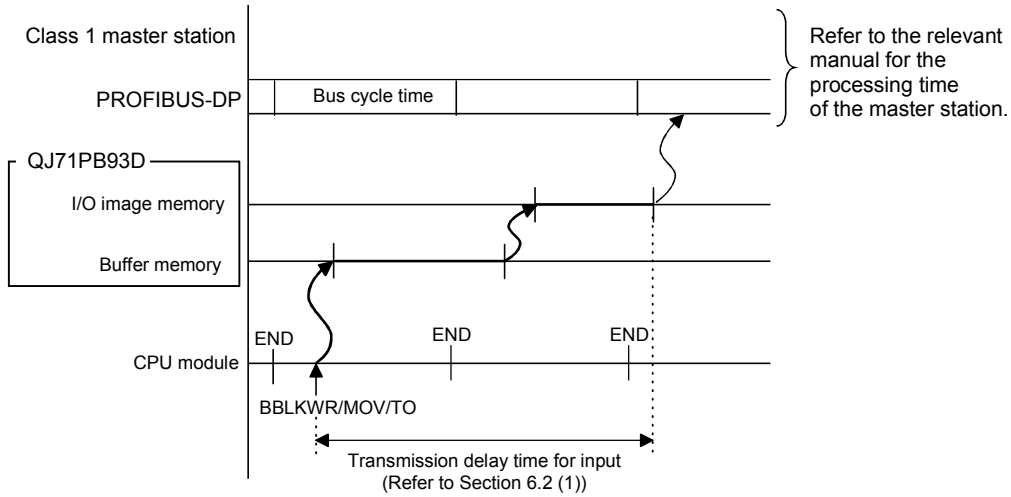 Class 1 master station
Refer to the relevant
manual for the
processing time
of the master station.
PROFIBUS-DP
Bus cycle time
QJ71PB93D
I/O image memory
Buffer memory
END
END
END
CPU module
BBLKWR/MOV/TO
Transmission delay time for input
(Refer to Section 6.2 (1))